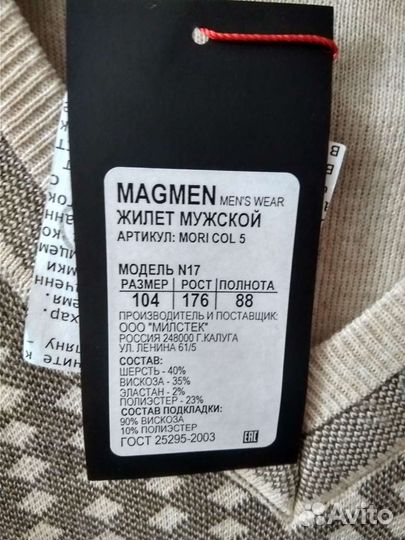 MAGMEN MEN'S WEAR
ЖИЛЕТ МУЖСКОЙ
АРТИКУЛ: MORI COL 5
МОДЕЛЬ N17
РАЗМЕР РОСТ ПОЛНОТА
104 176 88
ПРОИЗВОДИТЕЛЬ И ПОСТАВЩИК:
ООО "МИЛСТЕК"
РОССИЯ 248000 Г.КАЛУГА
УЛ. ЛЕНИНА 61/5
СОСТАВ:
ШЕРСТЬ - 40%
ВИСКОЗА - 35%
ЭЛАСТАН - 2%
ПОЛИЭСТЕР - 23%
СОСТАВ ПОДКЛАДКИ:
90% ВИСКОЗА
10% ПОЛИЭСТЕР
ГОСТ 25295-2003 EAC
Avito